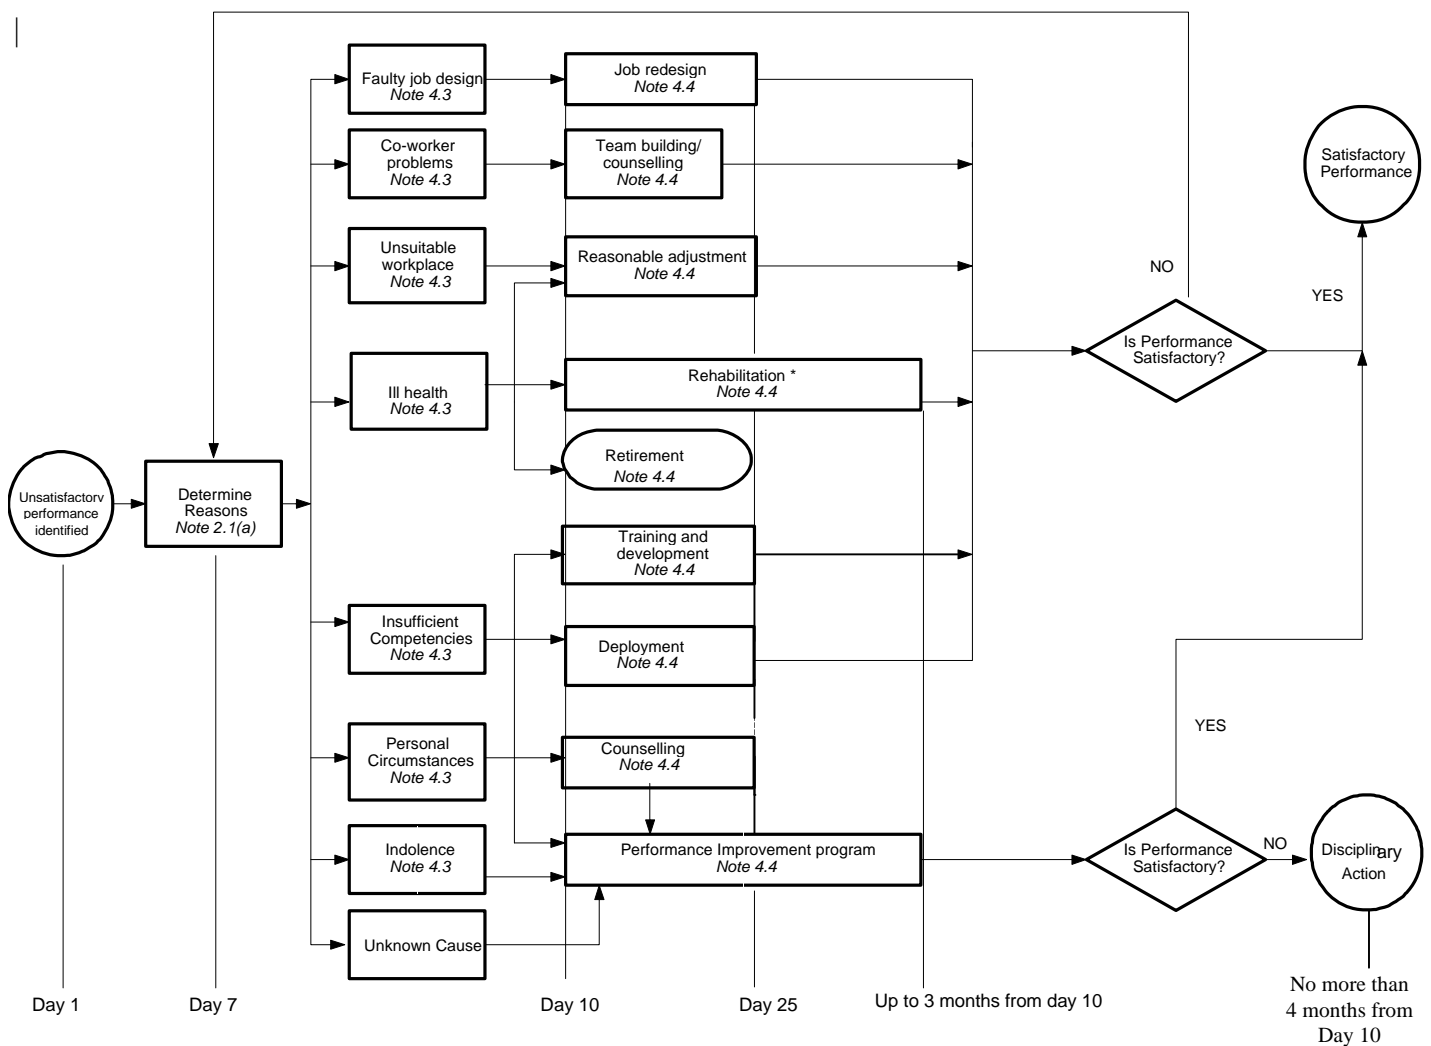 Faulty job design
Note 4.3
Job redesign
Note 4.4
Co-worker
problems
Note 4.3
Team building/
counselling
Note 4.4
Satisfactory
Performance
Unsuitable
workplace
Note 4.3
Reasonable adjustment
Note 4.4
NO
YES
Is Performance
Satisfactory?
Ill health
Note 4.3
Rehabilitation *
Note 4.4
Retirement
Note 4.4
Unsatisfactory
performance
identified
Determine
Reasons
Note 2.1(a)
Training and
development
Note 4.4
Insufficient
Competencies
Note 4.3
Deployment
Note 4.4
Personal
Circumstances
Note 4.3
Counselling
Note 4.4
YES
Indolence
Note 4.3
Performance Improvement program
Note 4.4
Is Performance
Satisfactory?
NO
Disciplinary
Action
Unknown Cause
Day 1
Day 7
Day 10
Day 25
Up to 3 months from day 10
No more than
4 months from
Day 10